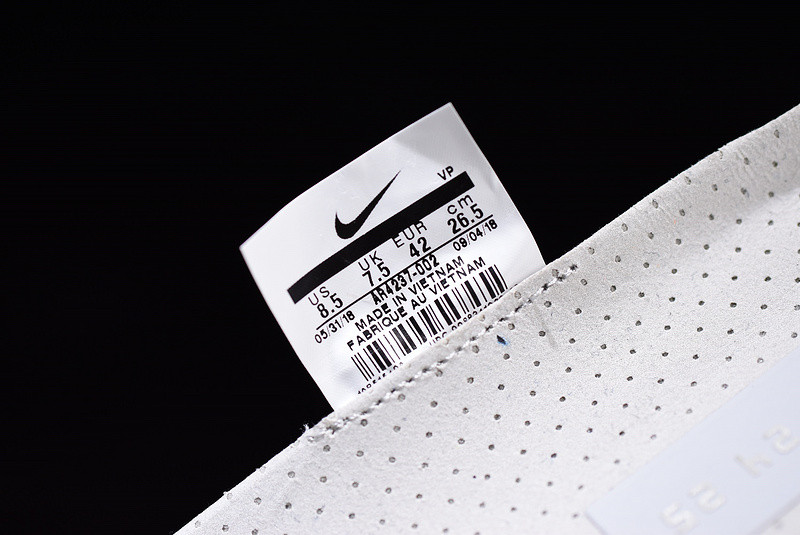 VP
US UK EUR cm
8.5 7.5 42 26.5
05/31/18 AR4237-002 09/04/18
MADE IN VIETNAM
FABRIQUE AU VIETNAM